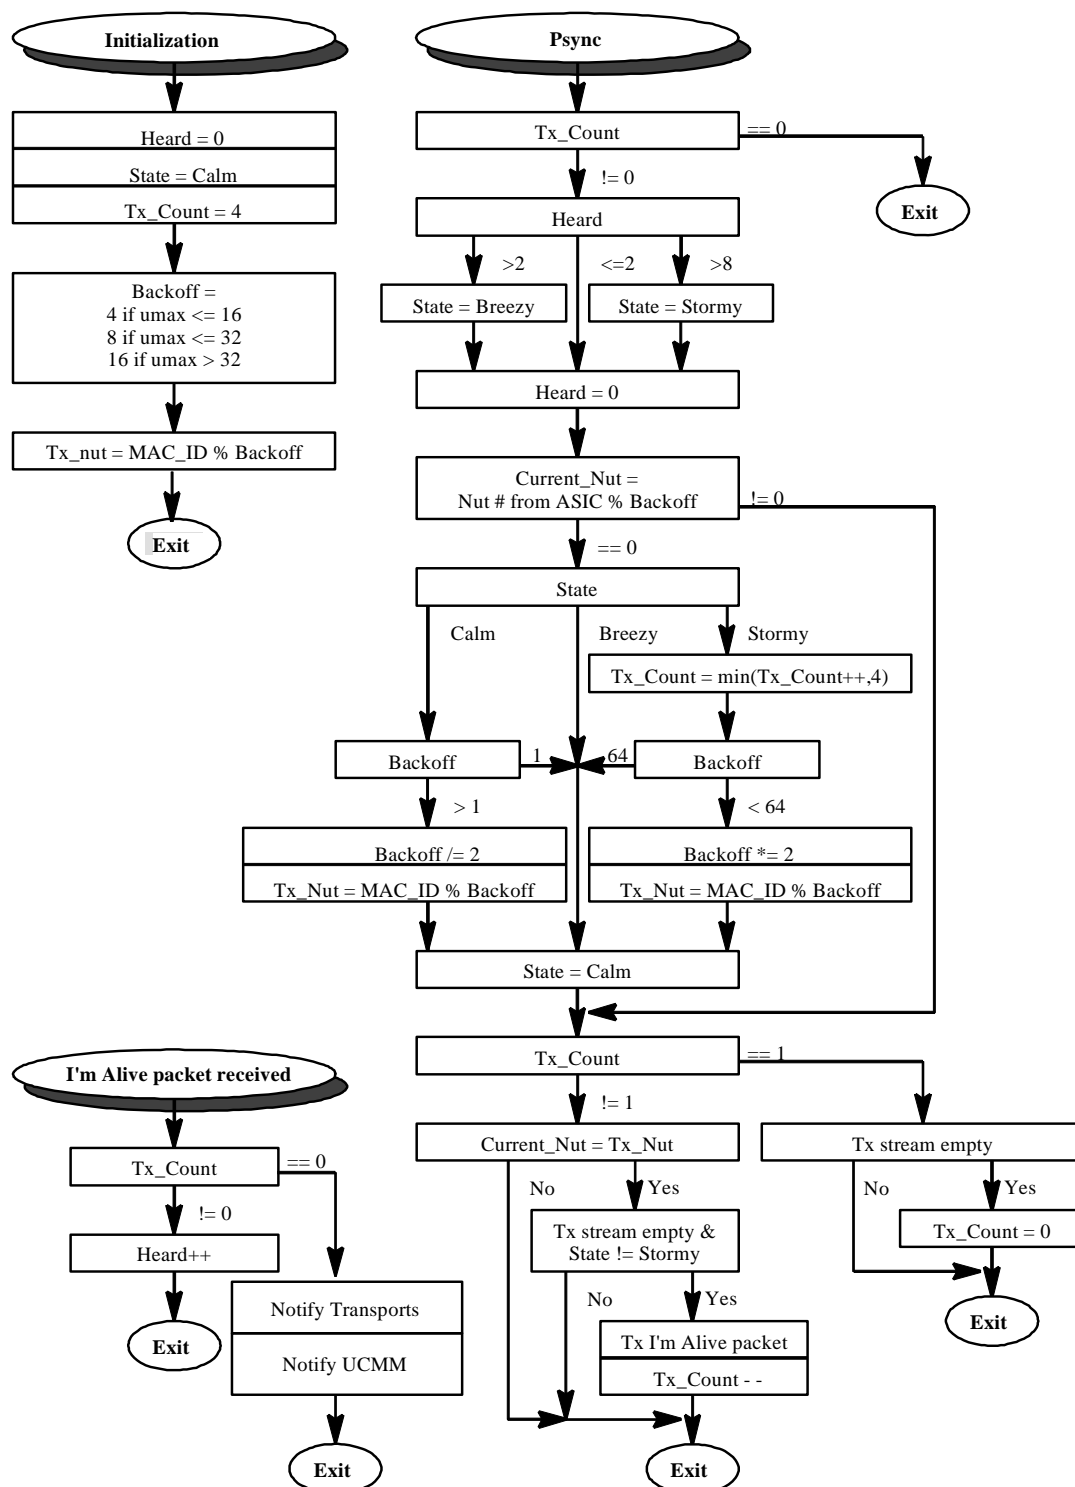 Initialization
Heard = 0
State = Calm
Tx_Count = 4
Backoff =
4 if umax <= 16
8 if umax <= 32
16 if umax > 32
Tx_nut = MAC_ID % Backoff
Exit
Psync
Tx_Count
== 0
!= 0
Exit
Heard
>2
<=2
>8
State = Breezy
State = Stormy
Heard = 0
Current_Nut =
Nut # from ASIC % Backoff
!= 0
== 0
State
Calm
Breezy
Stormy
Tx_Count = min(Tx_Count++,4)
Backoff
1
64
Backoff
> 1
< 64
Backoff /= 2
Tx_Nut = MAC_ID % Backoff
Backoff *= 2
Tx_Nut = MAC_ID % Backoff
State = Calm
Tx_Count
== 1
!= 1
Current_Nut = Tx_Nut
No
Yes
Tx stream empty &
State != Stormy
No
Yes
Tx I'm Alive packet
Tx_Count - -
Exit
Tx stream empty
No
Yes
Tx_Count = 0
Exit
I'm Alive packet received
Tx_Count
== 0
!= 0
Heard++
Exit
Notify Transports
Notify UCMM
Exit